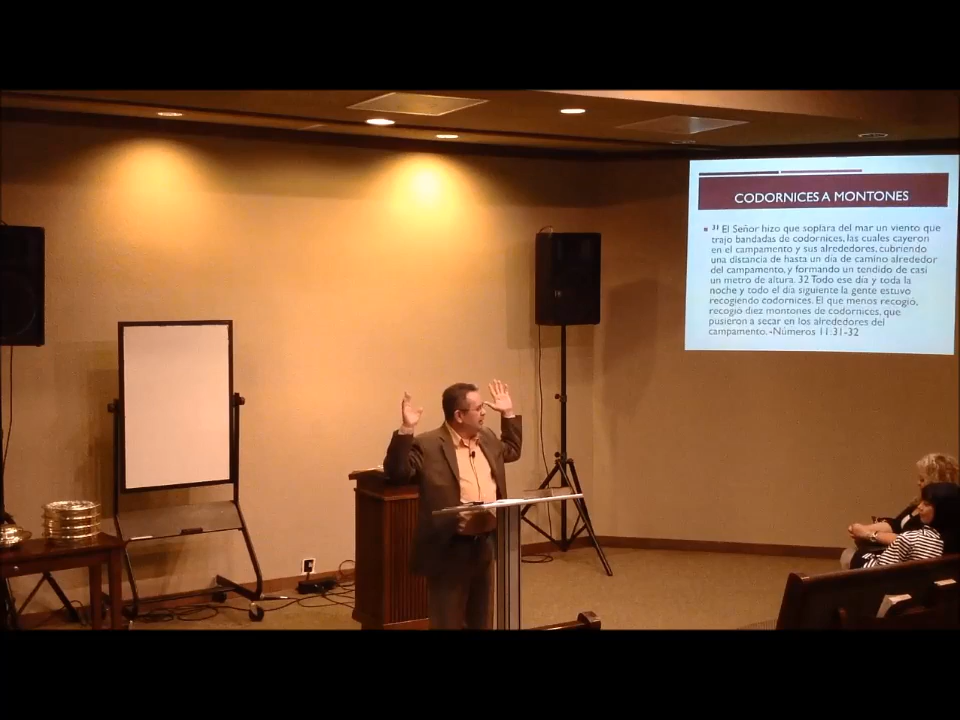 CODORNICES A MONTONES
31 El Señor hizo que soplara del mar un viento que
trajo bandadas de codornices, las cuales cayeron
en el campamento y sus alrededores, cubriendo
una distancia de hasta un día de camino alrededor
del campamento, y formando un tendido de casi
un metro de altura. 32 Todo ese día y toda la
noche y todo el día siguiente la gente estuvo
recogiendo codornices. El que menos recogió,
recogió diez montones de codornices, que
pusieron a secar en los alrededores del
campamento. -Números 11:31-32